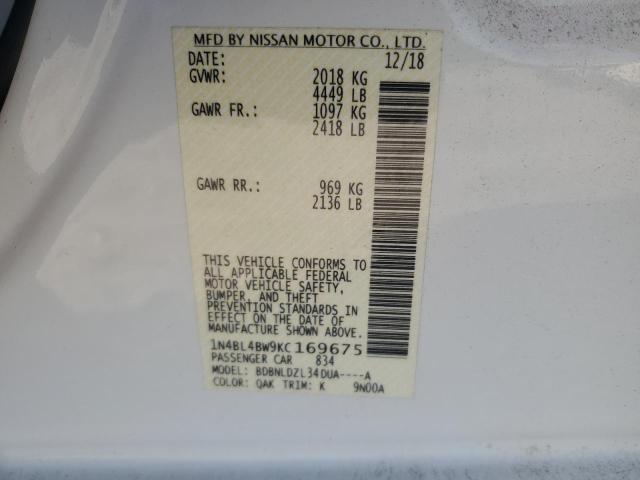 MFD BY NISSAN MOTOR CO., LTD.
DATE: 12/18
GVWR: 2018 KG
4449 LB
GAWR FR.: 1097 KG
2418 LB
GAWR RR.: 969 KG
2136 LB
THIS VEHICLE CONFORMS TO
ALL APPLICABLE FEDERAL
MOTOR VEHICLE SAFETY,
BUMPER, AND THEFT
PREVENTION STANDARDS IN
EFFECT ON THE DATE OF
MANUFACTURE SHOWN ABOVE.
1N4BL4BW9KC169675
PASSENGER CAR 834
MODEL: BDBNLDZL34DUA----A
COLOR: QAK TRIM: K 9N00A